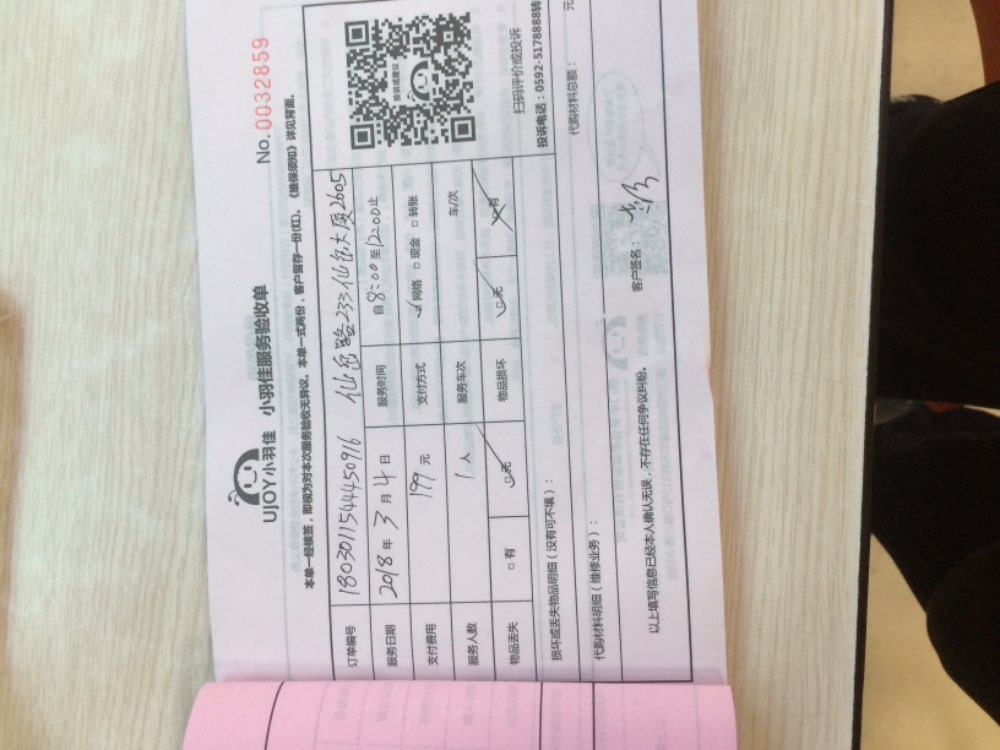 No.0032859
UJOY小羽佳 小羽佳服务验收单
本单一经核签，即视为对本次服务验收无异议。本单一式两份，客户留存一份(红)。《维保须知》详见背面。
订单编号 180301154450916 仙岳路233仙岳大厦2605
服务日期 2018年3月4日 服务时间 自8:00至12:00止
支付费用 199元 支付方式 网络 □现金 □转账
服务人数 1人 服务车次 车/次
物品丢失 □有 □无 物品损坏 □无 有
投诉或建议
扫码评价或投诉
投诉电话：0592-5178888转
损坏或丢失物品明细（没有可不填）：
代购材料明细（维修业务）： 代购材料总额： 元
以上填写信息已经本人确认无误，不存在任何争议纠纷。 客户签名：